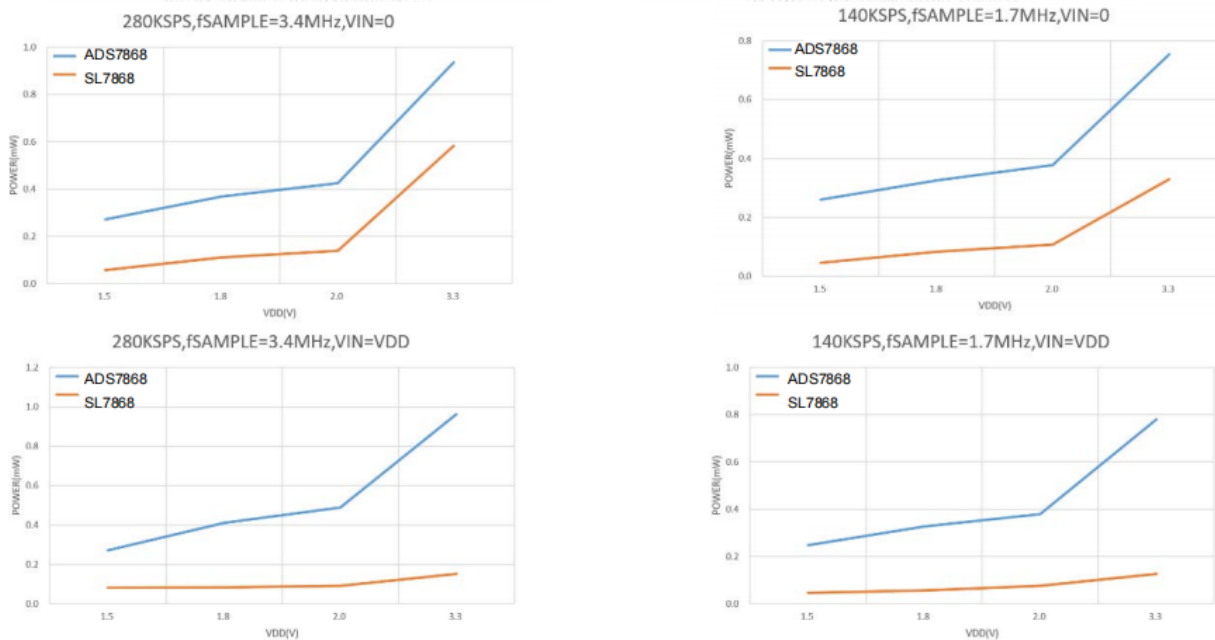 280KSPS,fSAMPLE=3.4MHz,VIN=0
1.0
ADS7868
SL7868
0.8
0.6
POWER(mW)
0.4
0.2
0.0
1.5 1.8 2.0 3.3
VDD(V)
140KSPS,fSAMPLE=1.7MHz,VIN=0
0.8
ADS7868
SL7868
0.6
POWER(mW)
0.4
0.2
0.0
1.5 1.8 2.0 3.3
VDD(V)
280KSPS,fSAMPLE=3.4MHz,VIN=VDD
1.2
ADS7868
SL7868
1.0
0.8
POWER(mW)
0.6
0.4
0.2
0.0
1.5 1.8 2.0 3.3
VDD(V)
140KSPS,fSAMPLE=1.7MHz,VIN=VDD
1.0
ADS7868
SL7868
0.8
0.6
POWER(mW)
0.4
0.2
0.0
1.5 1.8 2.0 3.3
VDD(V)